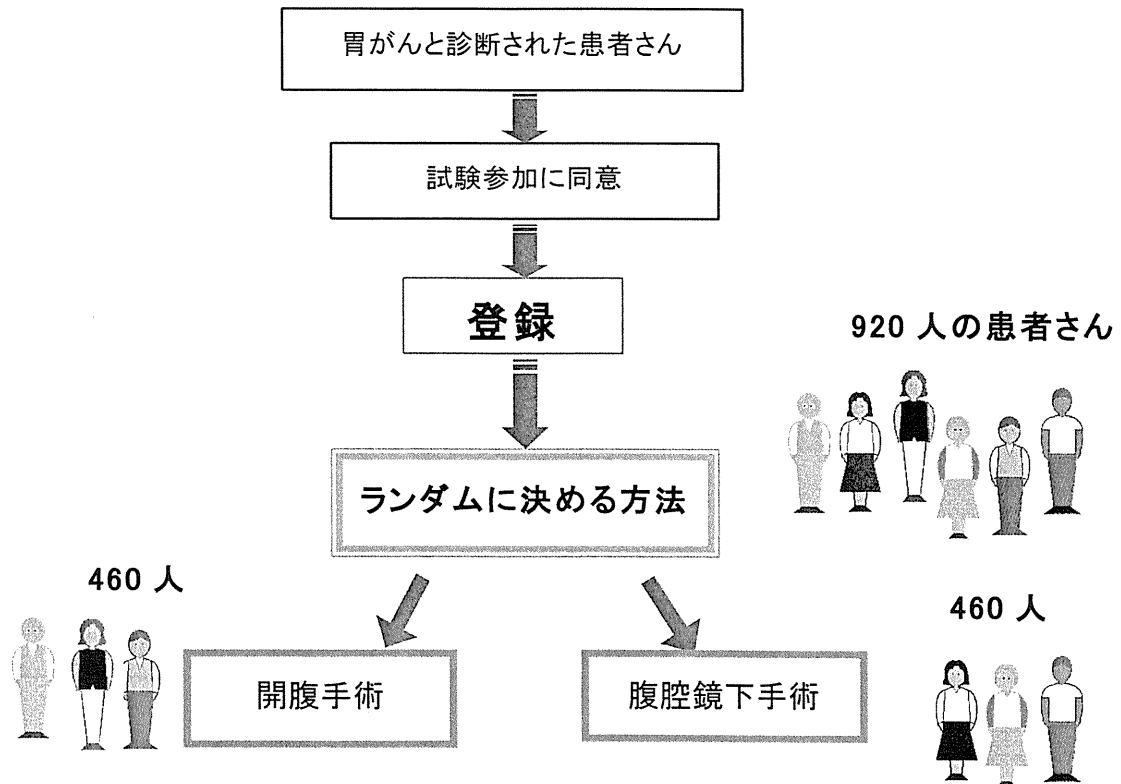 胃がんと診断された患者さん
試験参加に同意
登録
920 人の患者さん
ランダムに決める方法
460 人
460 人
開腹手術
腹腔鏡下手術